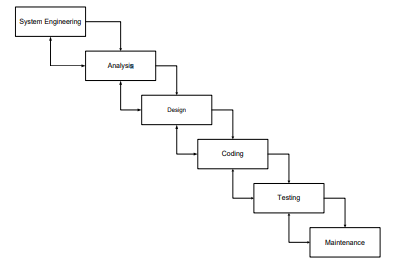 System Engineering
Analysis
Design
Coding
Testing
Maintenance